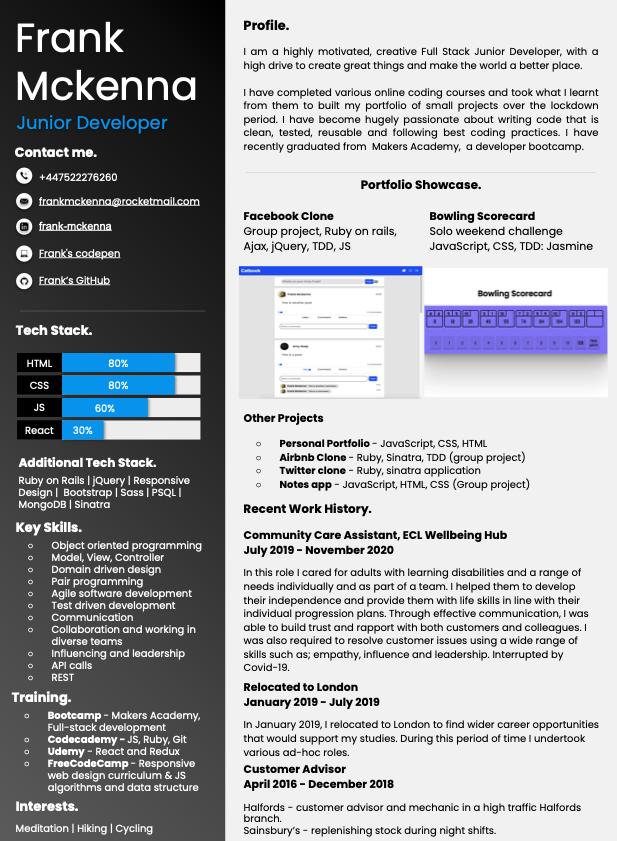 Frank
Mckenna
Junior Developer
Contact me.
+447522276260
frankmckenna@rocketmail.com
frank-mckenna
Frank's codepen
Frank's GitHub
Tech Stack.
HTML 80%
CSS 80%
JS 60%
React 30%
Additional Tech Stack.
Ruby on Rails | jQuery | Responsive
Design | Bootstrap | Sass | PSQL |
MongoDB | Sinatra
Key Skills.
Object oriented programming
Model, View, Controller
Domain driven design
Pair programming
Agile software development
Test driven development
Communication
Collaboration and working in
diverse teams
Influencing and leadership
API calls
REST
Training.
Bootcamp - Makers Academy,
Full-stack development
Codecademy - JS, Ruby, Git
Udemy - React and Redux
FreeCodeCamp - Responsive
web design curriculum & JS
algorithms and data structure
Interests.
Meditation | Hiking | Cycling
Profile.
I am a highly motivated, creative Full Stack Junior Developer, with a
high drive to create great things and make the world a better place.
I have completed various online coding courses and took what I learnt
from them to built my portfolio of small projects over the lockdown
period. I have become hugely passionate about writing code that is
clean, tested, reusable and following best coding practices. I have
recently graduated from Makers Academy, a developer bootcamp.
Portfolio Showcase.
Facebook Clone
Group project, Ruby on rails,
Ajax, jQuery, TDD, JS
Bowling Scorecard
Solo weekend challenge
JavaScript, CSS, TDD: Jasmine
Bowling Scorecard
Other Projects
Personal Portfolio - JavaScript, CSS, HTML
Airbnb Clone - Ruby, Sinatra, TDD (group project)
Twitter clone - Ruby, sinatra application
Notes app - JavaScript, HTML, CSS (Group project)
Recent Work History.
Community Care Assistant, ECL Wellbeing Hub
July 2019 - November 2020
In this role I cared for adults with learning disabilities and a range of
needs individually and as part of a team. I helped them to develop
their independence and provide them with life skills in line with their
individual progression plans. Through effective communication, I was
able to build trust and rapport with both customers and colleagues. I
was also required to resolve customer issues using a wide range of
skills such as; empathy, influence and leadership. Interrupted by
Covid-19.
Relocated to London
January 2019 - July 2019
In January 2019, I relocated to London to find wider career opportunities
that would support my studies. During this period of time I undertook
various ad-hoc roles.
Customer Advisor
April 2016 - December 2018
Halfords - customer advisor and mechanic in a high traffic Halfords
branch.
Sainsbury's - replenishing stock during night shifts.